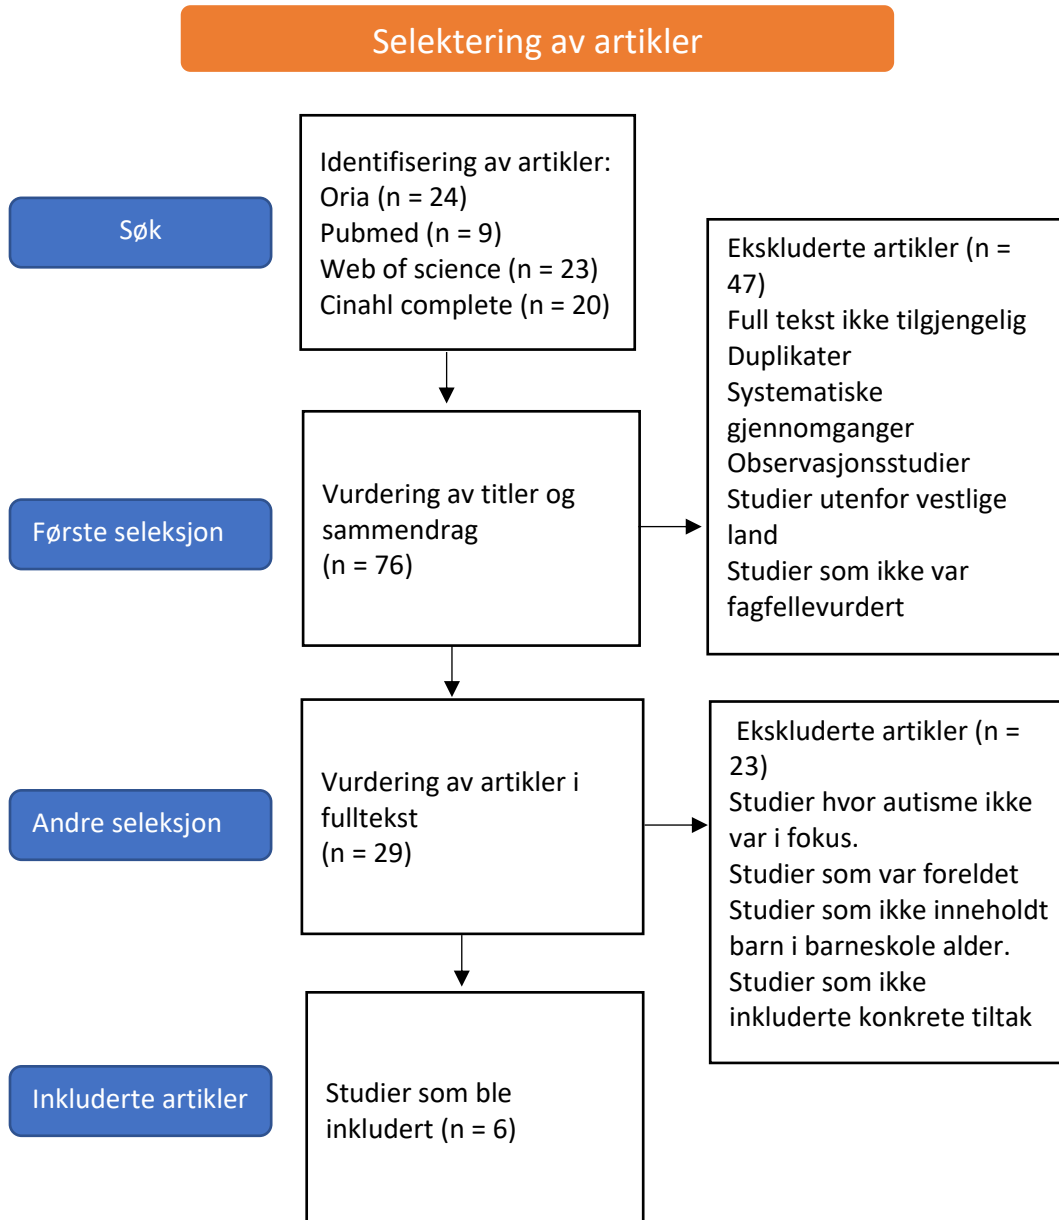 Selektering av artikler
Søk
Identifisering av artikler:
Oria (n = 24)
Pubmed (n = 9)
Web of science (n = 23)
Cinahl complete (n = 20)
Første seleksjon
Vurdering av titler og
sammendrag
(n = 76)
Ekskluderte artikler (n =
47)
Full tekst ikke tilgjengelig
Duplikater
Systematiske
gjennomganger
Observasjonsstudier
Studier utenfor vestlige
land
Studier som ikke var
fagfellevurdert
Andre seleksjon
Vurdering av artikler i
fulltekst
(n = 29)
Ekskluderte artikler (n =
23)
Studier hvor autisme ikke
var i fokus.
Studier som var foreldet
Studier som ikke inneholdt
barn i barneskole alder.
Studier som ikke
inkluderte konkrete tiltak
Inkluderte artikler
Studier som ble
inkludert (n = 6)